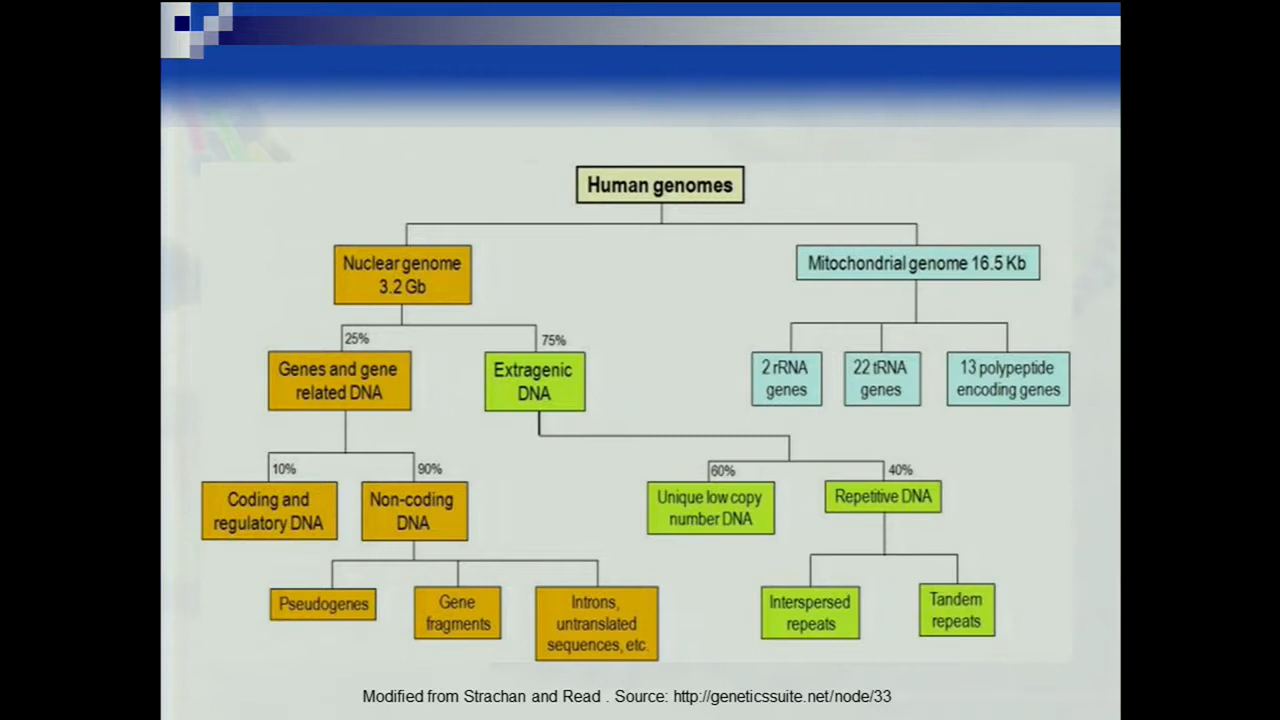 Human genomes
Nuclear genome
3.2 Gb
Mitochondrial genome 16.5 Kb
25%
75%
Genes and gene
related DNA
Extragenic
DNA
2 rRNA
genes
22 tRNA
genes
13 polypeptide
encoding genes
10%
90%
60%
40%
Coding and
regulatory DNA
Non-coding
DNA
Unique low copy
number DNA
Repetitive DNA
Pseudogenes
Gene
fragments
Introns,
untranslated
sequences, etc.
Interspersed
repeats
Tandem
repeats
Modified from Strachan and Read . Source: http://geneticssuite.net/node/33